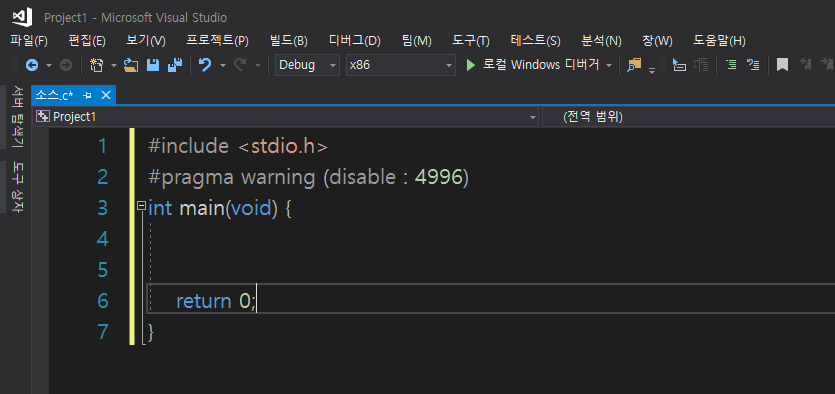 Project1 - Microsoft Visual Studio
파일(F) 편집(E) 보기(V) 프로젝트(P) 빌드(B) 디버그(D) 팀(M) 도구(T) 테스트(S) 분석(N) 창(W) 도움말(H)
Debug x86 로컬 Windows 디버거
서버 탐색기
도구 상자
소스.c*
Project1 (전역 범위)
1 #include <stdio.h>
2 #pragma warning (disable : 4996)
3 int main(void) {
4
5
6 return 0;
7 }